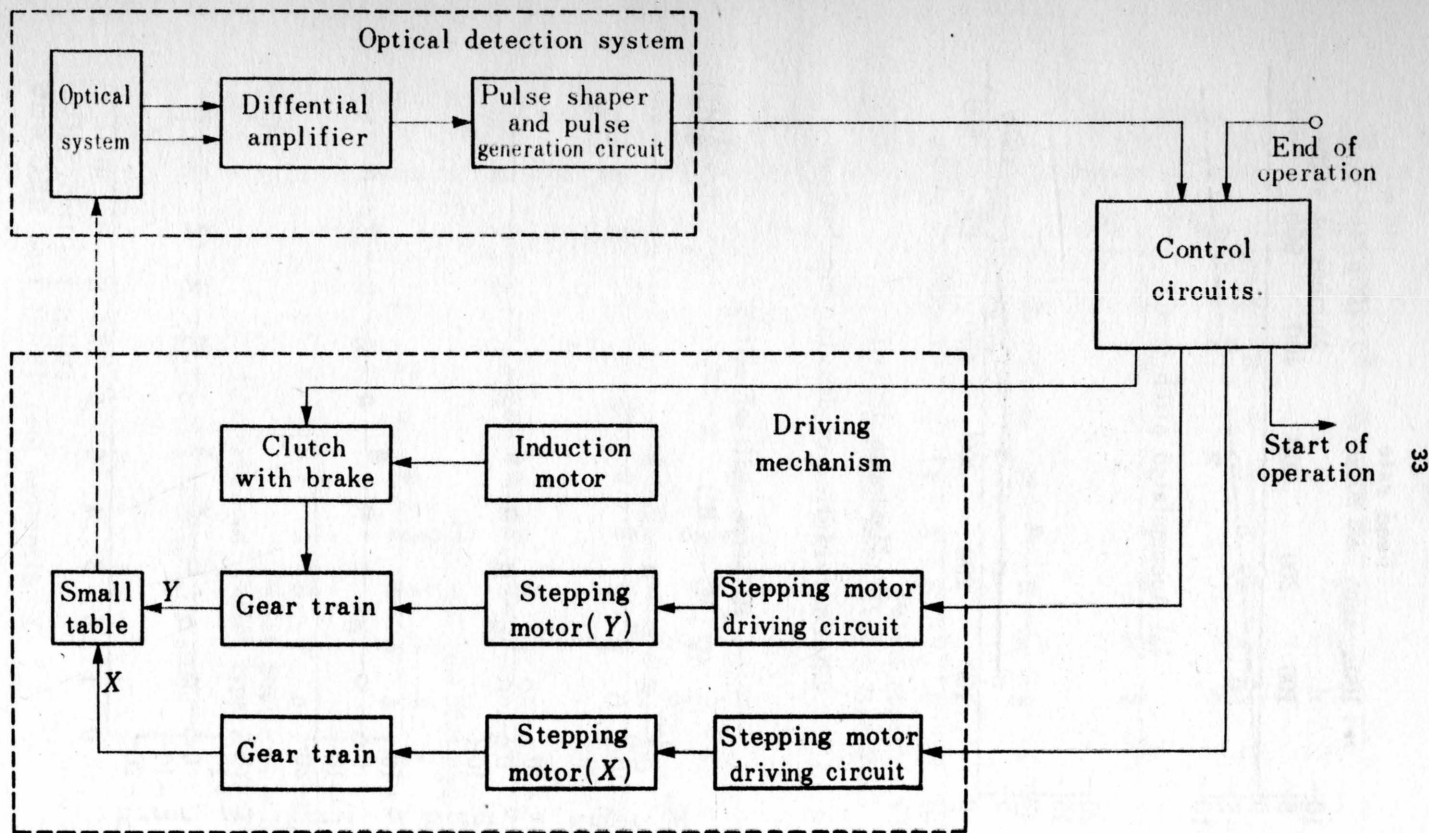 Optical detection system
Optical
system
Diffential
amplifier
Pulse shaper
and pulse
generation circuit
End of
operation
Control
circuits.
Start of
operation
33
Driving
mechanism
Clutch
with brake
Induction
motor
Small
table
Y
Gear train
Stepping
motor(Y)
Stepping motor
driving circuit
X
Gear train
Stepping
motor(X)
Stepping motor
driving circuit